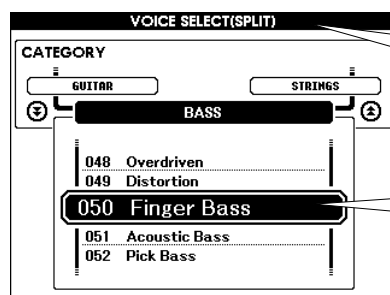 VOICE SELECT(SPLIT)
CATEGORY
GUITAR STRINGS
BASS
048 Overdriven
049 Distortion
050 Finger Bass
051 Acoustic Bass
052 Pick Bass